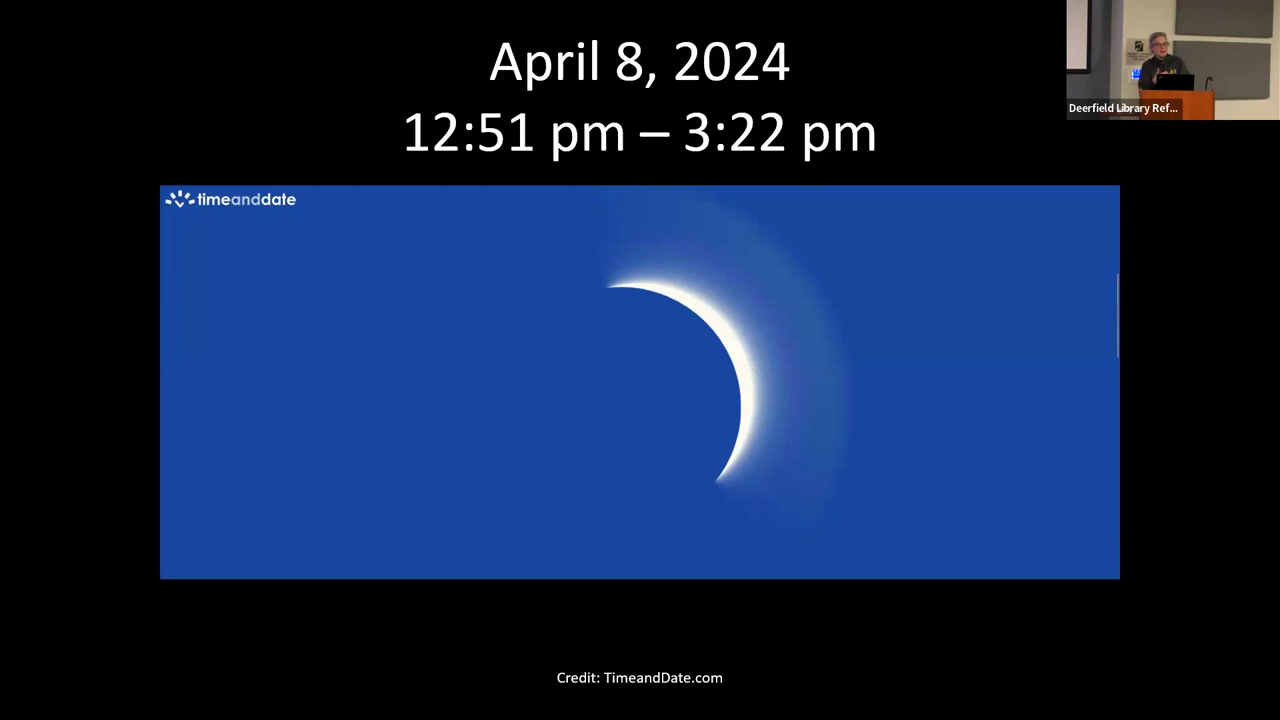 April 8, 2024
12:51 pm – 3:22 pm
Deerfield Library Ref...
timeanddate
Credit: TimeandDate.com